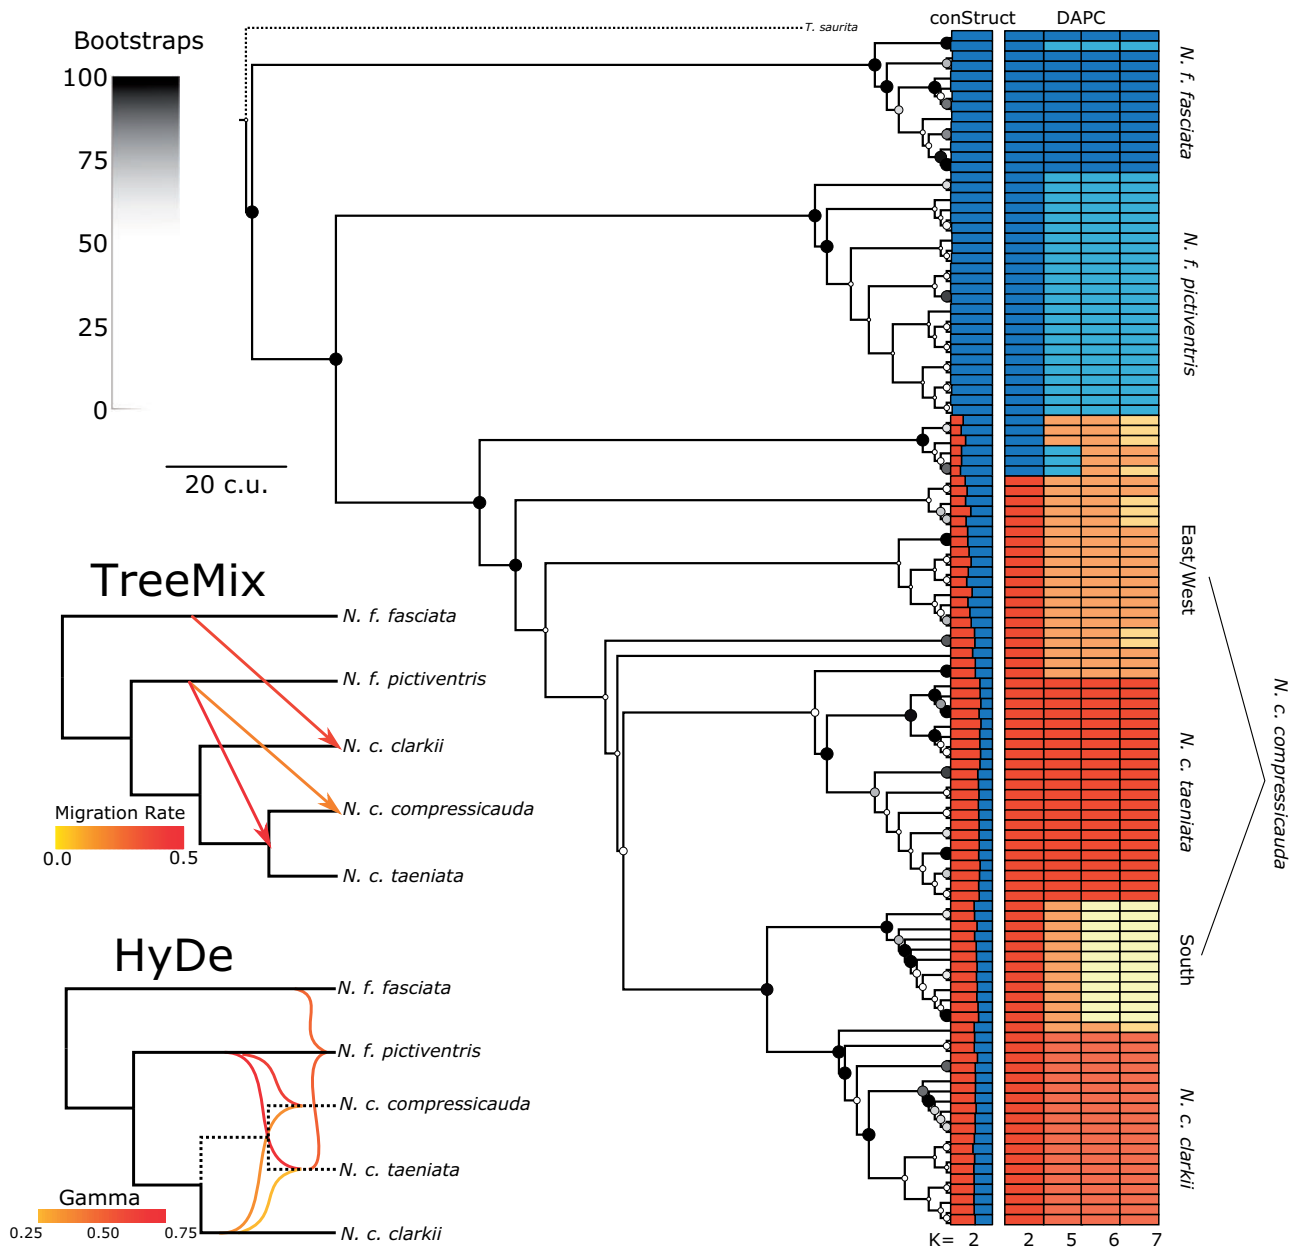 conStruct DAPC
T. saurita
Bootstraps
100
75
50
25
0
20 c.u.
N. f. fasciata
N. f. pictiventris
East/West
N. c. taeniata
South
N. c. clarkii
N. c. compressicauda
K= 2 2 5 6 7
TreeMix
N. f. fasciata
N. f. pictiventris
N. c. clarkii
N. c. compressicauda
N. c. taeniata
Migration Rate
0.0 0.5
HyDe
N. f. fasciata
N. f. pictiventris
N. c. compressicauda
N. c. taeniata
N. c. clarkii
Gamma
0.25 0.50 0.75